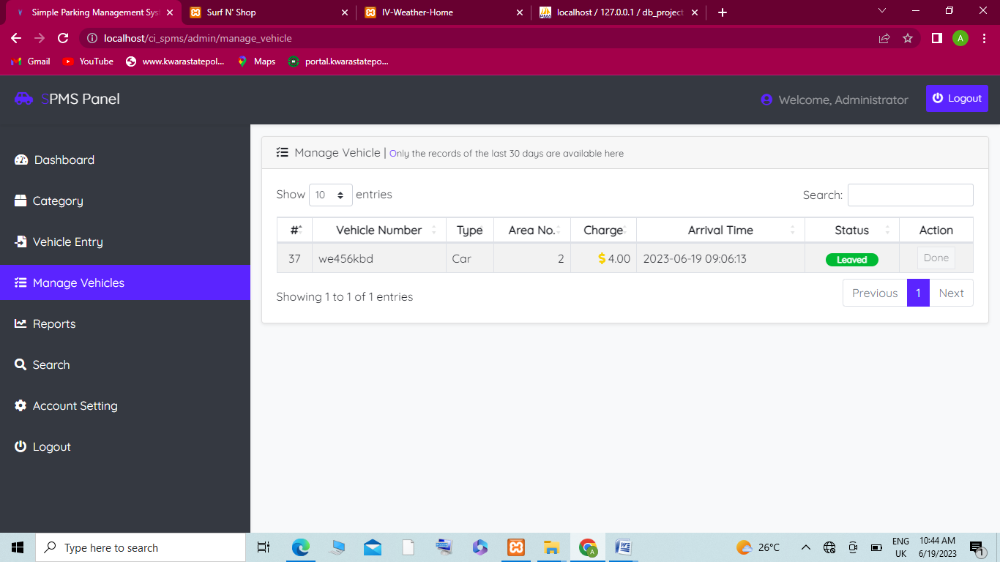 Simple Parking Management Sys
Surf N' Shop
IV-Weather-Home
localhost / 127.0.0.1 / db_project
localhost/ci_spms/admin/manage_vehicle
A
Gmail
YouTube
www.kwarastatepol...
Maps
portal.kwarastatepo...
SPMS Panel
Welcome, Administrator
Logout
Dashboard
Category
Vehicle Entry
Manage Vehicles
Reports
Search
Account Setting
Logout
Manage Vehicle | Only the records of the last 30 days are available here
Show 10 entries
Search:
# Vehicle Number Type Area No. Charge Arrival Time Status Action
37 we456kbd Car 2 $ 4.00 2023-06-19 09:06:13 Leaved Done
Showing 1 to 1 of 1 entries
Previous 1 Next
Type here to search
26°C
ENG
UK
10:44 AM
6/19/2023
1